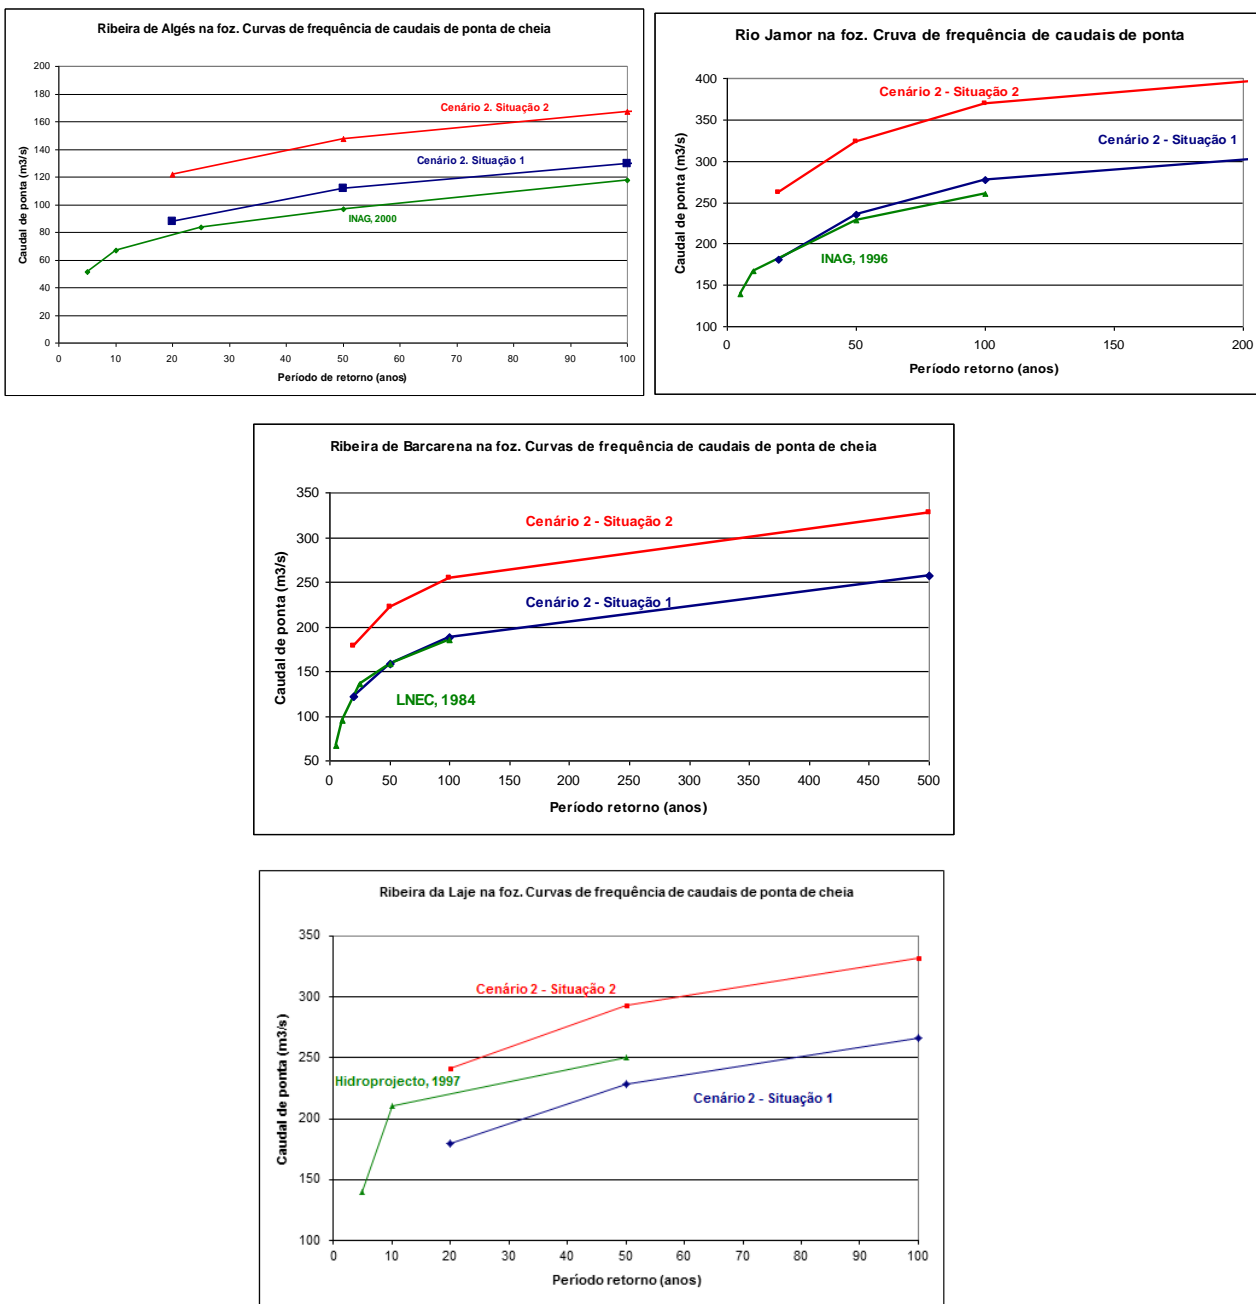 Ribeira de Algés na foz. Curvas de frequência de caudais de ponta de cheia
Caudal de ponta (m3/s)
200
180
160
140
120
100
80
60
40
20
0
Cenário 2. Situação 2
Cenário 2. Situação 1
INAG, 2000
0 10 20 30 40 50 60 70 80 90 100
Período de retorno (anos)
Rio Jamor na foz. Cruva de frequência de caudais de ponta
Caudal de ponta (m3/s)
400
350
300
250
200
150
100
Cenário 2 - Situação 2
Cenário 2 - Situação 1
INAG, 1996
0 50 100 150 200
Período retorno (anos)
Ribeira de Barcarena na foz. Curvas de frequência de caudais de ponta de cheia
Caudal de ponta (m3/s)
350
300
250
200
150
100
50
Cenário 2 - Situação 2
Cenário 2 - Situação 1
LNEC, 1984
0 50 100 150 200 250 300 350 400 450 500
Período retorno (anos)
Ribeira da Laje na foz. Curvas de frequência de caudais de ponta de cheia
Caudal de ponta (m3/s)
350
300
250
200
150
100
Cenário 2 - Situação 2
Hidroprojecto, 1997
Cenário 2 - Situação 1
0 10 20 30 40 50 60 70 80 90 100
Período retorno (anos)